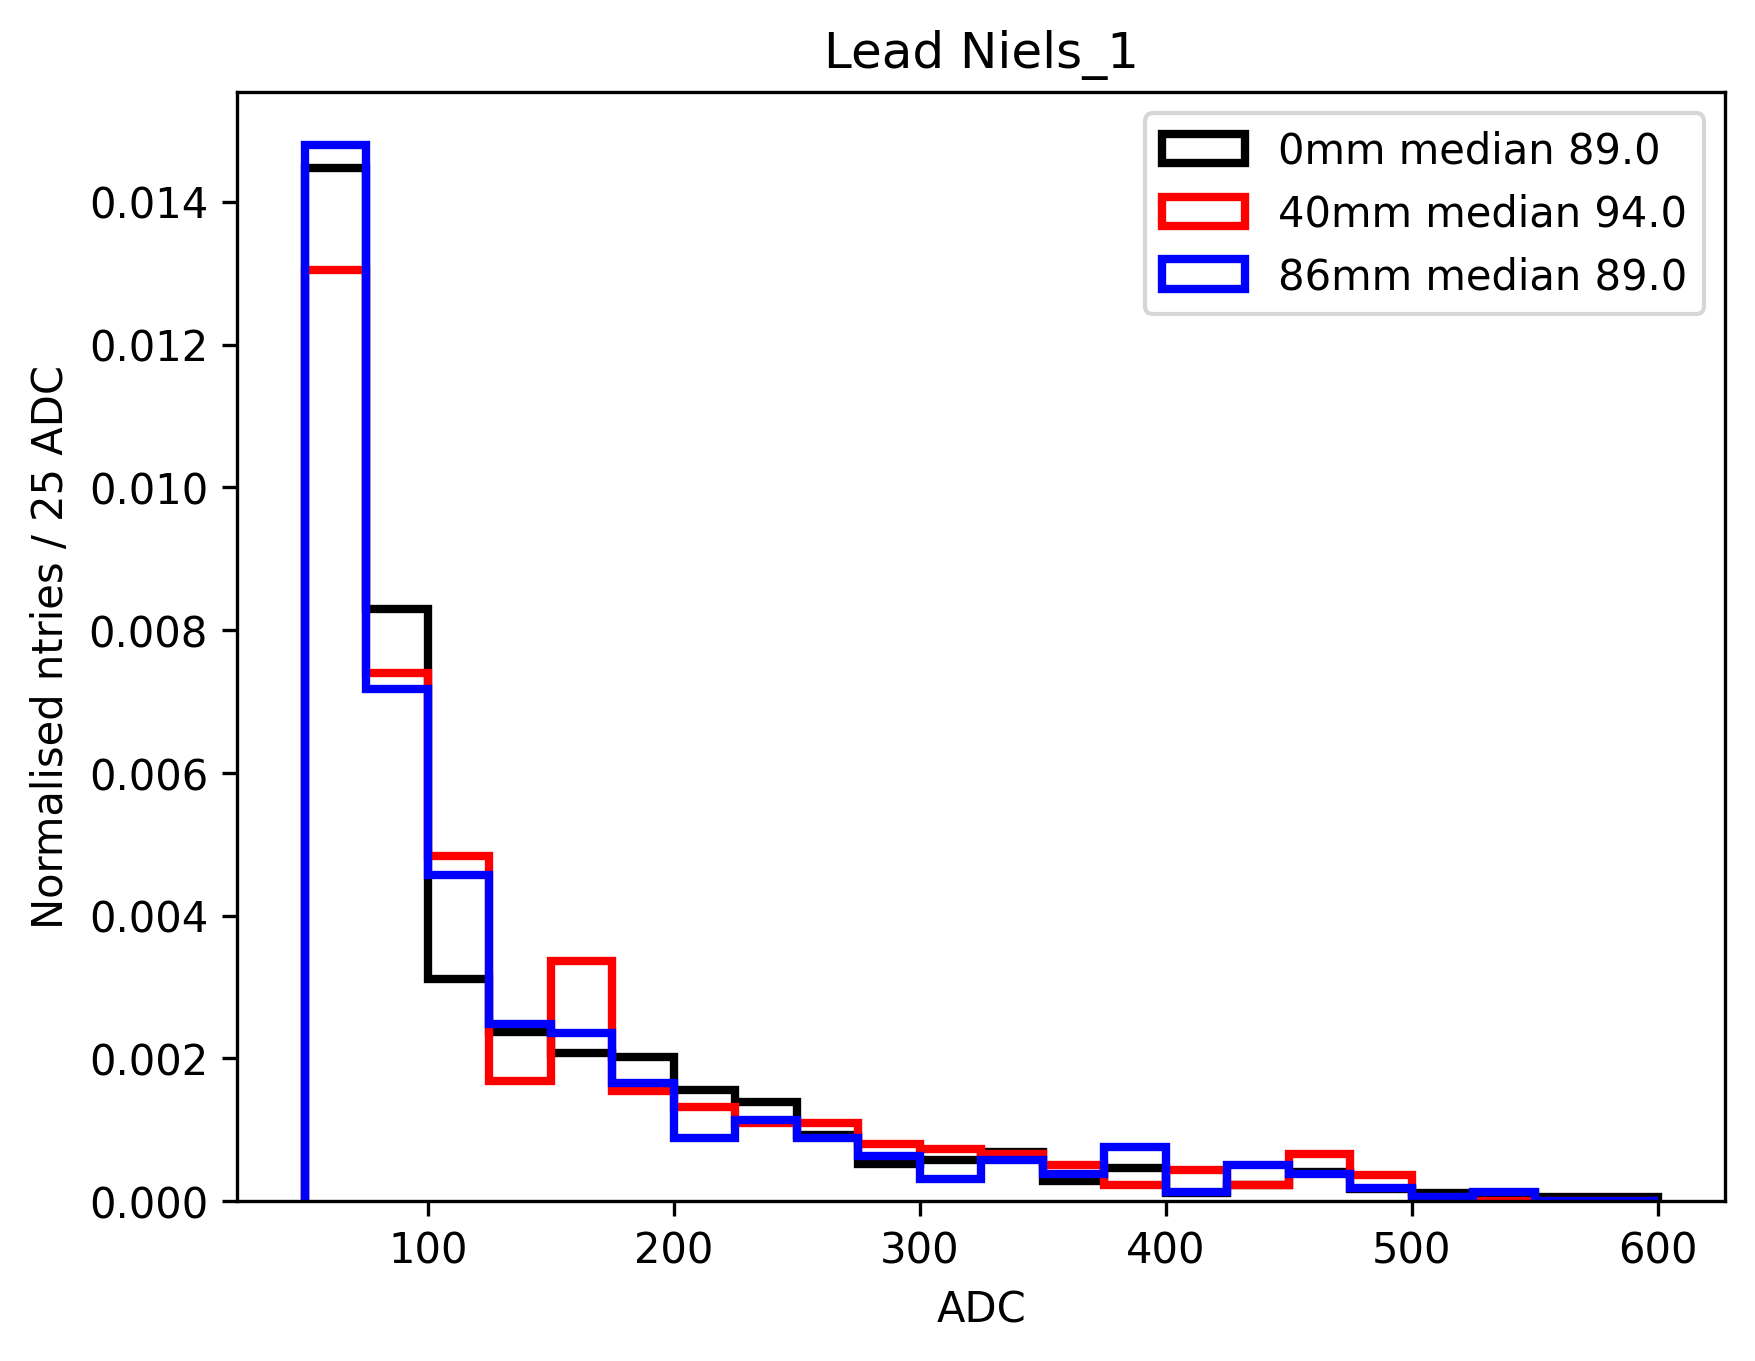 Lead Niels_1
0mm median 89.0
40mm median 94.0
86mm median 89.0
Normalised ntries / 25 ADC
0.014
0.012
0.010
0.008
0.006
0.004
0.002
0.000
100 200 300 400 500 600
ADC